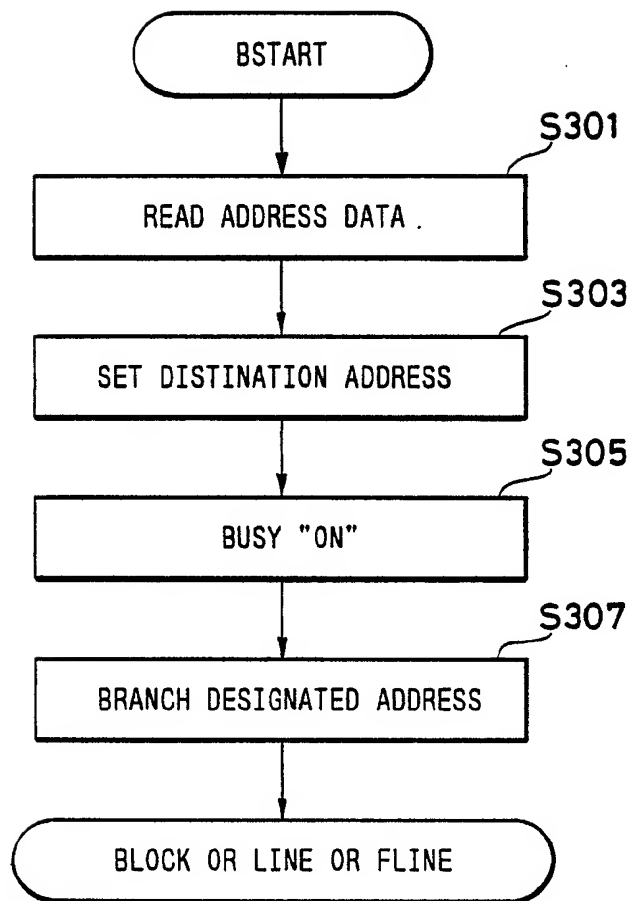 BSTART
S301
READ ADDRESS DATA
S303
SET DISTINATION ADDRESS
S305
BUSY "ON"
S307
BRANCH DESIGNATED ADDRESS
BLOCK OR LINE OR FLINE